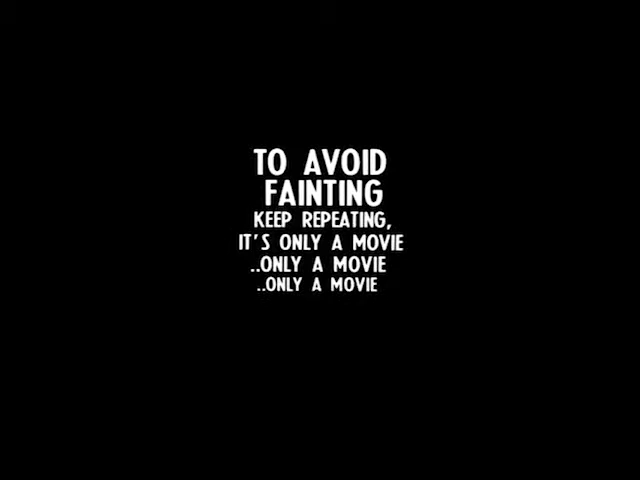 TO AVOID
FAINTING
KEEP REPEATING,
IT'S ONLY A MOVIE
..ONLY A MOVIE
..ONLY A MOVIE